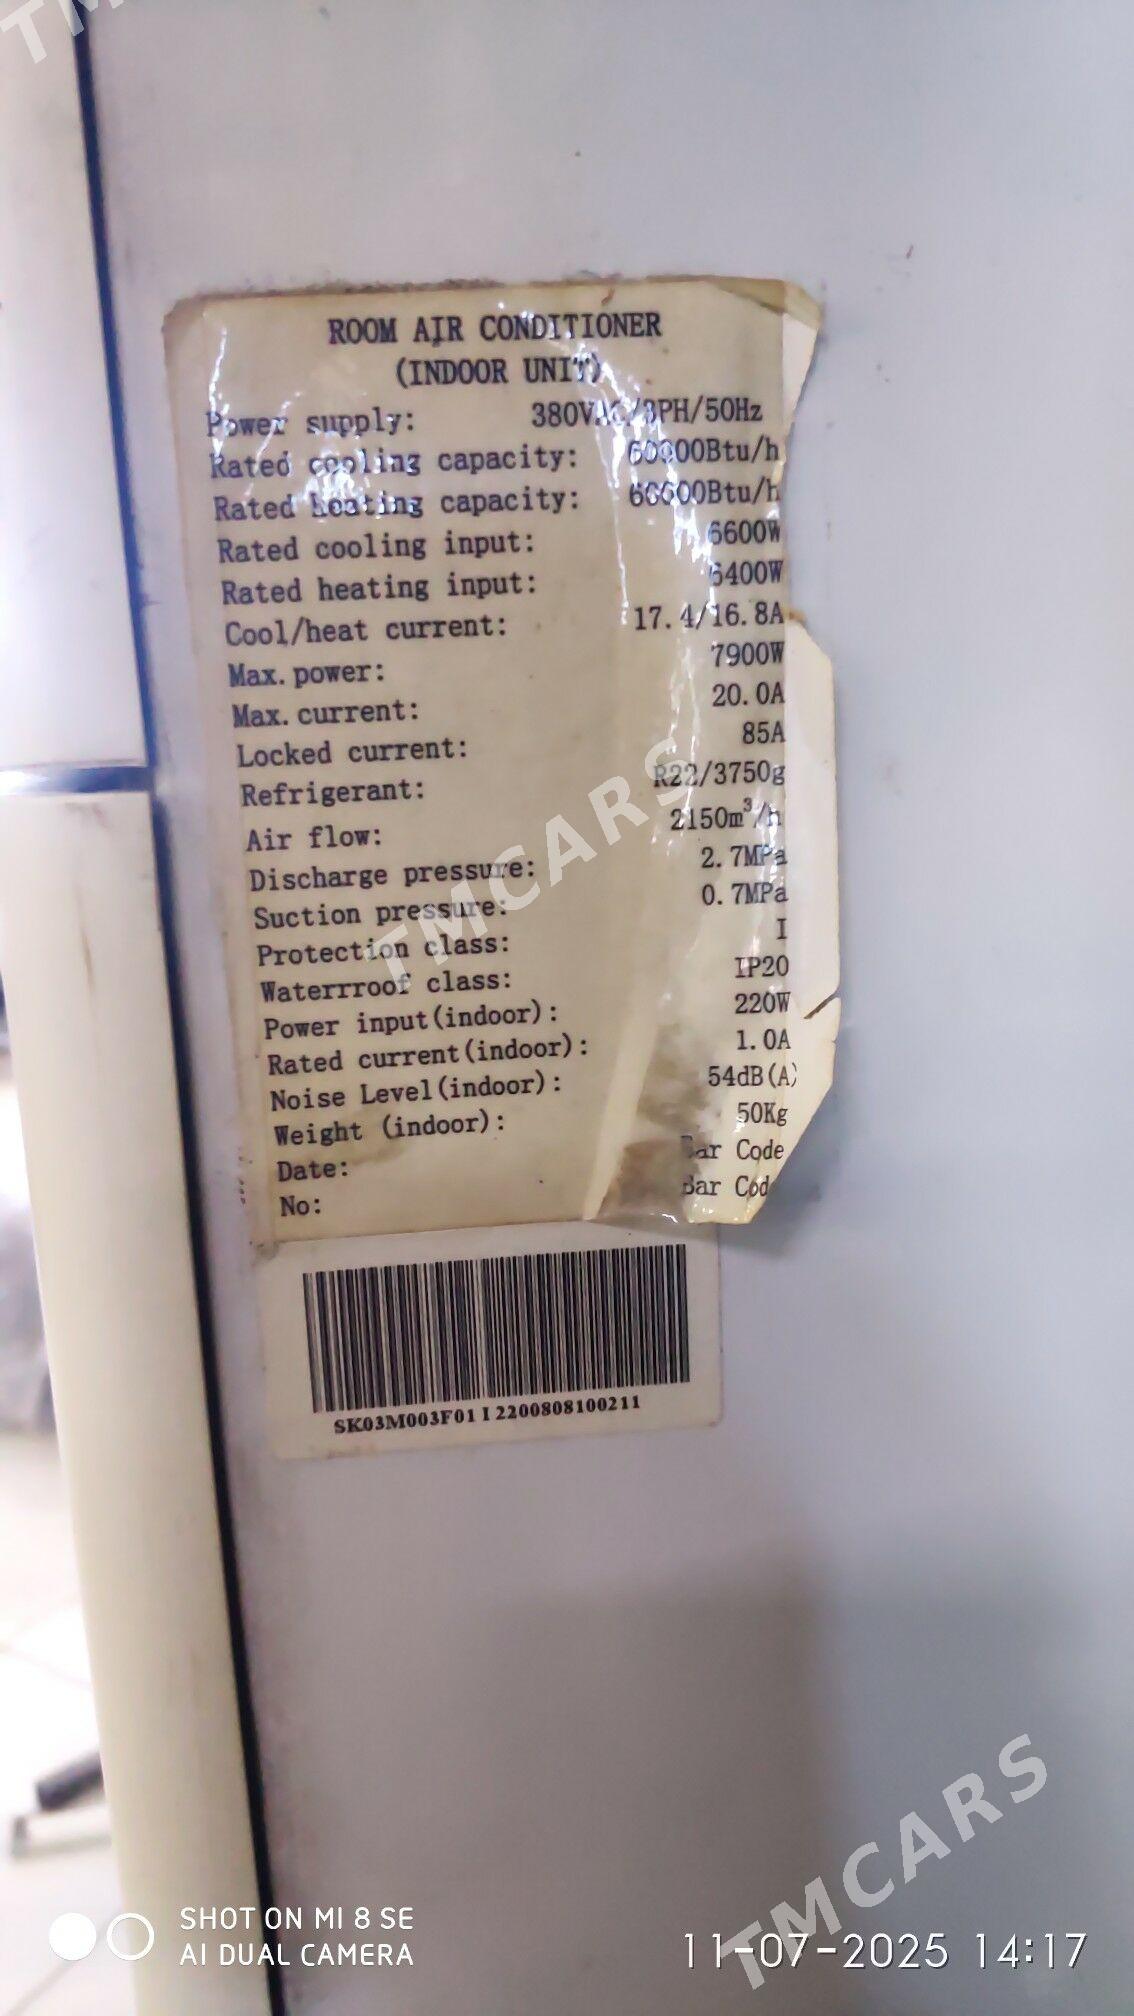 ROOM AIR CONDITIONER
(INDOOR UNIT)
Power supply: 380VAC/3PH/50Hz
Rated cooling capacity: 60000Btu/h
Rated heating capacity:
Rated cooling input: 6600W
Rated heating input: 6400W
Cool/heat current: 17.4/16.8A
Max. power: 7900W
Max. current: 20.0A
Locked current: 85A
Refrigerant: R22/3750g
Air flow: 2150m³/h
Discharge pressure: 2.7MPa
Suction pressure: 0.7MPa
Protection class: I
Waterrroof class: IP20
Power input(indoor): 220W
Rated current(indoor): 1.0A
Noise Level(indoor): 54dB(A)
Weight (indoor): 50Kg
Date: Bar Code
No: Bar Code
SK03M003F01 I 2200808100211
TMCARS
TMCARS
SHOT ON MI 8 SE
AI DUAL CAMERA
11-07-2025 14:17